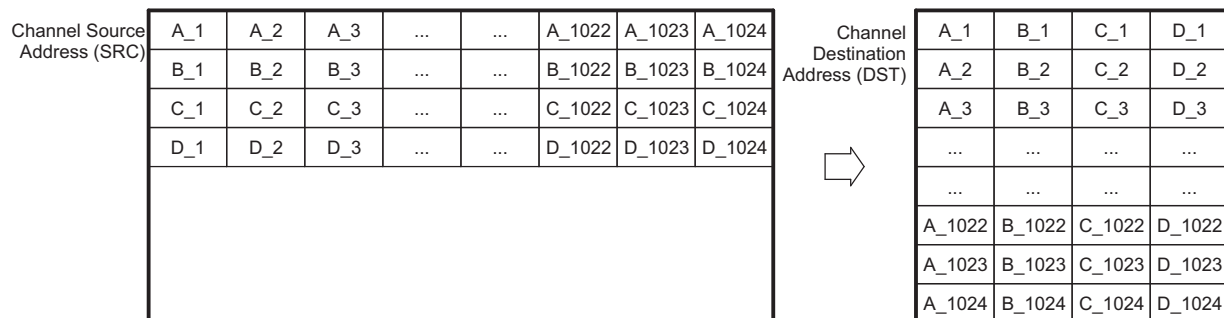 Channel Source
Address (SRC)
A_1 A_2 A_3 ... ... A_1022 A_1023 A_1024
B_1 B_2 B_3 ... ... B_1022 B_1023 B_1024
C_1 C_2 C_3 ... ... C_1022 C_1023 C_1024
D_1 D_2 D_3 ... ... D_1022 D_1023 D_1024
Channel
Destination
Address (DST)
A_1 B_1 C_1 D_1
A_2 B_2 C_2 D_2
A_3 B_3 C_3 D_3
... ... ... ...
... ... ... ...
A_1022 B_1022 C_1022 D_1022
A_1023 B_1023 C_1023 D_1023
A_1024 B_1024 C_1024 D_1024